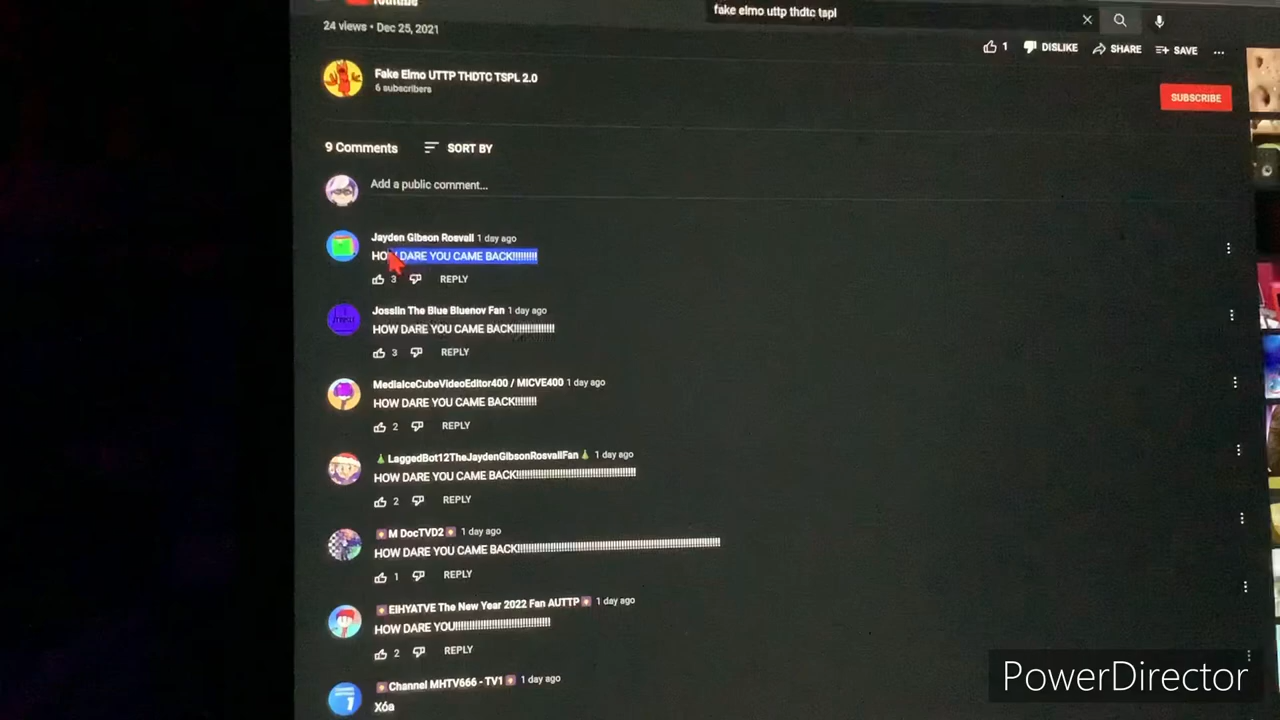 YouTube
fake elmo uttp thdtc tspl
24 views • Dec 25, 2021
1 DISLIKE SHARE SAVE ...
Fake Elmo UTTP THDTC TSPL 2.0
6 subscribers
SUBSCRIBE
9 Comments SORT BY
Add a public comment...
Jayden Gibson Rosvall 1 day ago
HOW DARE YOU CAME BACK!!!!!!!!!
3 REPLY
Josslin The Blue Bluenov Fan 1 day ago
HOW DARE YOU CAME BACK!!!!!!!!!!!!!!
3 REPLY
MediaIceCubeVideoEditor400 / MICVE400 1 day ago
HOW DARE YOU CAME BACK!!!!!!!!
2 REPLY
🎄LaggedBot12TheJaydenGibsonRosvallFan🎄 1 day ago
HOW DARE YOU CAME BACK!!!!!!!!!!!!!!!!!!!!!!!!!!!!!!!!!!!!!!!!!
2 REPLY
🎆M DocTVD2🎆 1 day ago
HOW DARE YOU CAME BACK!!!!!!!!!!!!!!!!!!!!!!!!!!!!!!!!!!!!!!!!!!!!!!!!!!!!!!!!!!!!!!!!!!!!!
1 REPLY
🎆EIHYATVE The New Year 2022 Fan AUTTP🎆 1 day ago
HOW DARE YOU!!!!!!!!!!!!!!!!!!!!!!!!!!!!!!!!
2 REPLY
🎆Channel MHTV666 - TV1🎆 1 day ago
Xóa
PowerDirector